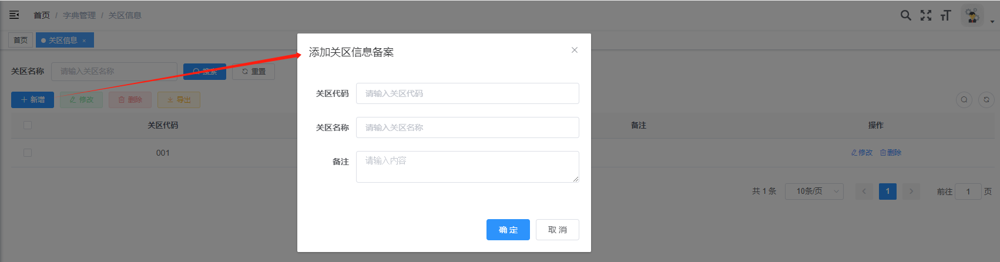 首页 / 字典管理 / 关区信息
首页 关区信息 ×
关区名称 请输入关区名称 搜索 重置
新增 修改 删除 导出
关区代码 备注 操作
001 修改 删除
共 1 条 10条/页 1 前往 1 页
添加关区信息备案
关区代码 请输入关区代码
关区名称 请输入关区名称
备注 请输入内容
确 定 取 消